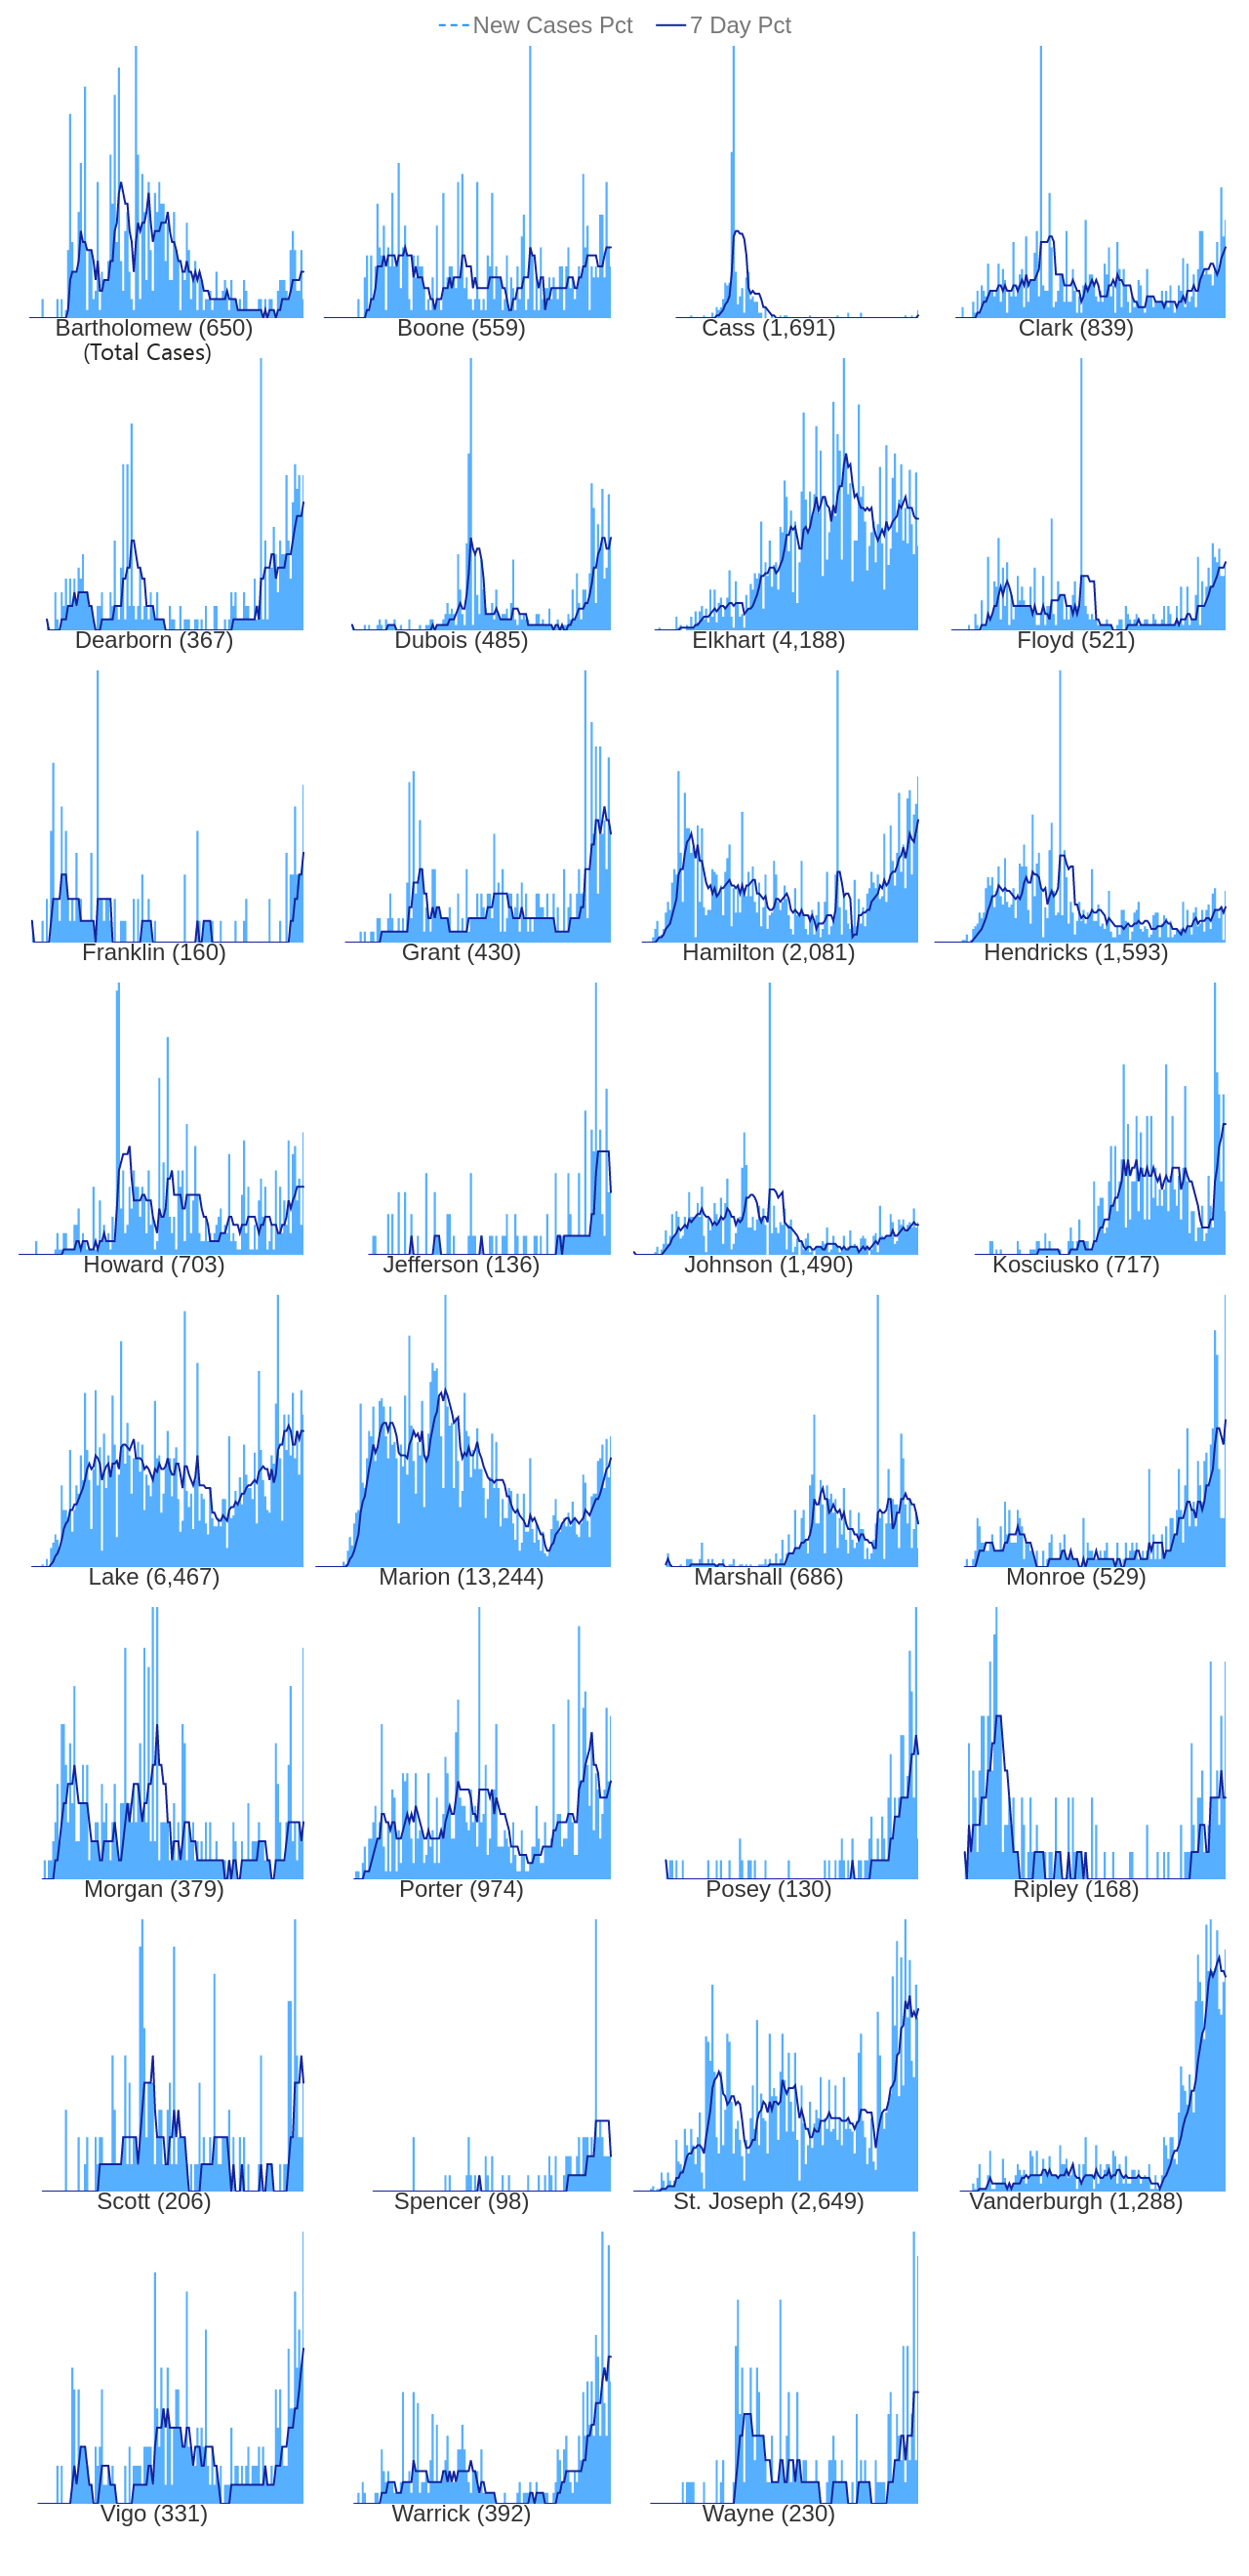 New Cases Pct 7 Day Pct
Bartholomew (650) Boone (559) Cass (1,691) Clark (839)
(Total Cases)
Dearborn (367) Dubois (485) Elkhart (4,188) Floyd (521)
Franklin (160) Grant (430) Hamilton (2,081) Hendricks (1,593)
Howard (703) Jefferson (136) Johnson (1,490) Kosciusko (717)
Lake (6,467) Marion (13,244) Marshall (686) Monroe (529)
Morgan (379) Porter (974) Posey (130) Ripley (168)
Scott (206) Spencer (98) St. Joseph (2,649) Vanderburgh (1,288)
Vigo (331) Warrick (392) Wayne (230)